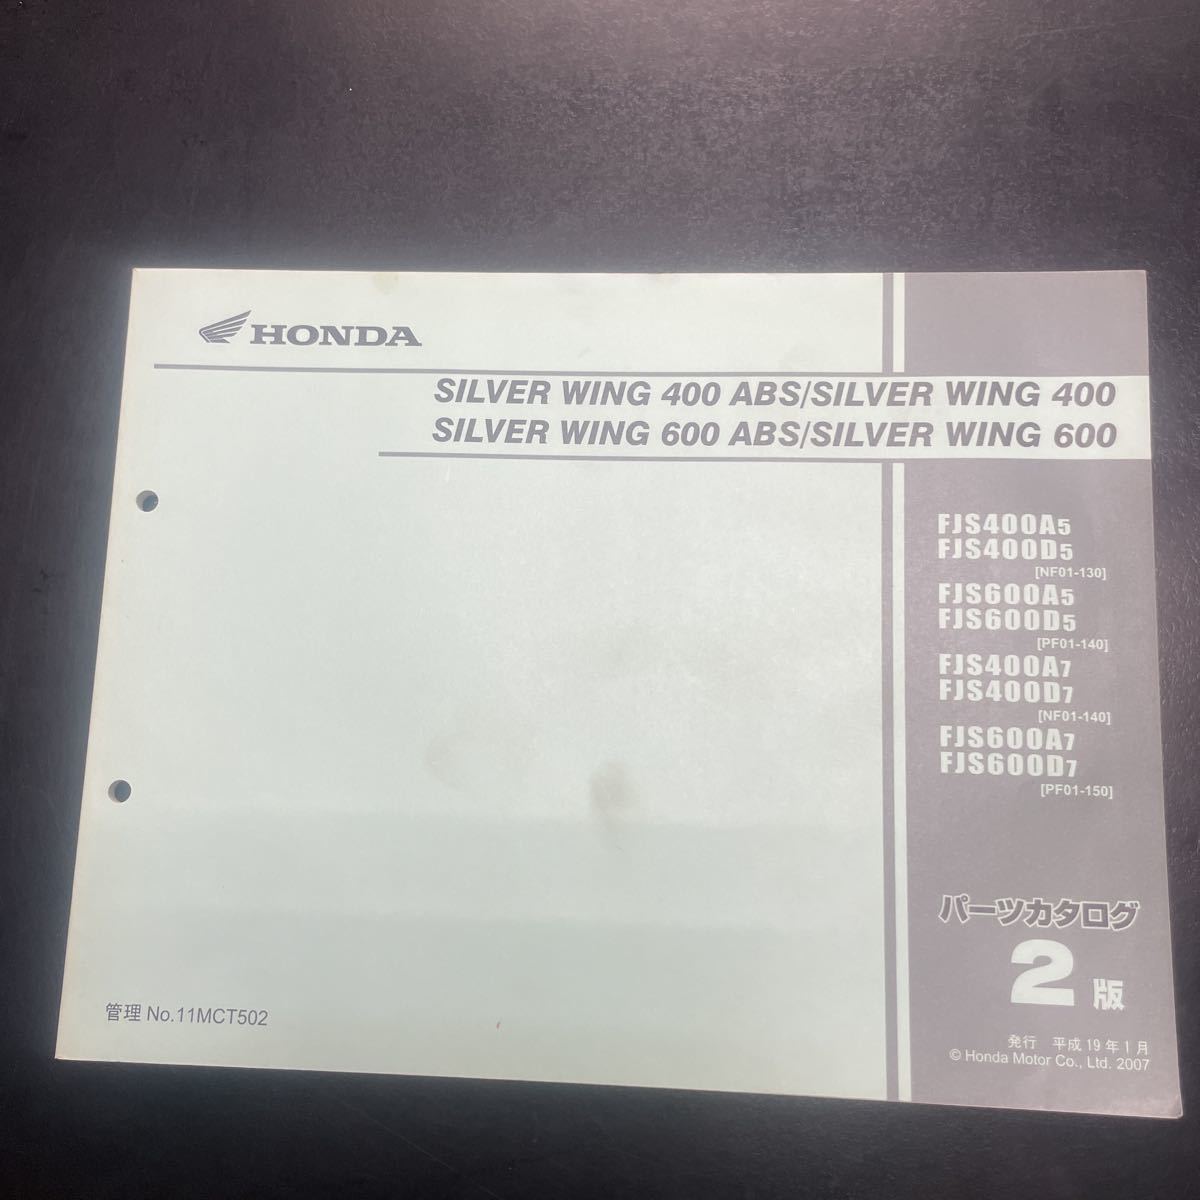 HONDA
SILVER WING 400 ABS/SILVER WING 400
SILVER WING 600 ABS/SILVER WING 600
FJS400A5
FJS400D5
[NF01-130]
FJS600A5
FJS600D5
[PF01-140]
FJS400A7
FJS400D7
[NF01-140]
FJS600A7
FJS600D7
[PF01-150]
パーツカタログ
2版
管理 No.11MCT502
発行 平成19年1月
© Honda Motor Co., Ltd. 2007